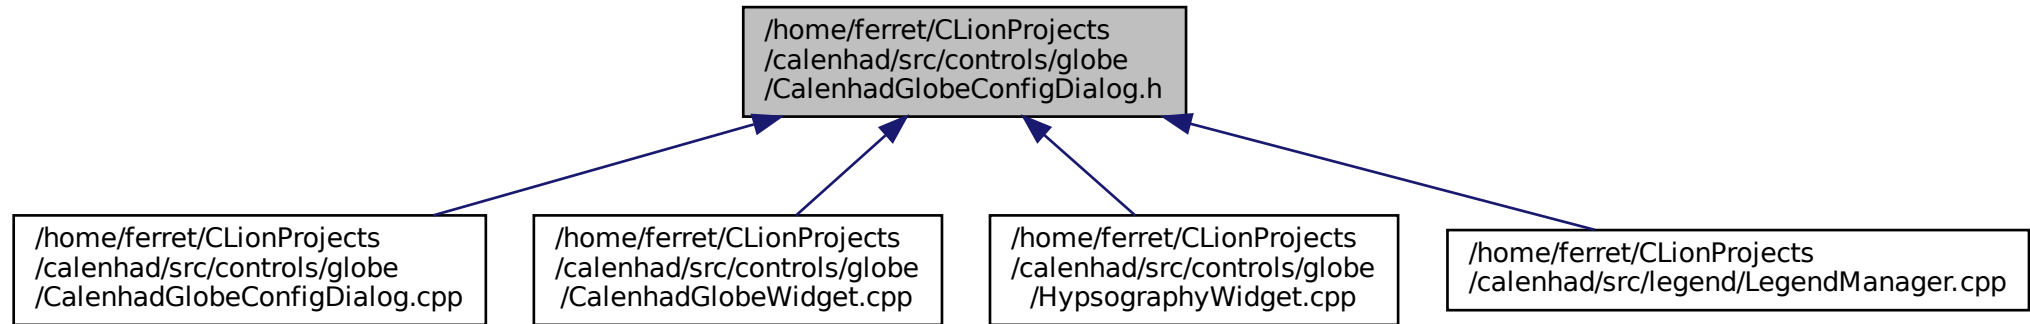 /home/ferret/CLionProjects
/calenhad/src/controls/globe
/CalenhadGlobeConfigDialog.h
/home/ferret/CLionProjects
/calenhad/src/controls/globe
/CalenhadGlobeConfigDialog.cpp
/home/ferret/CLionProjects
/calenhad/src/controls/globe
/CalenhadGlobeWidget.cpp
/home/ferret/CLionProjects
/calenhad/src/controls/globe
/HypsographyWidget.cpp
/home/ferret/CLionProjects
/calenhad/src/legend/LegendManager.cpp